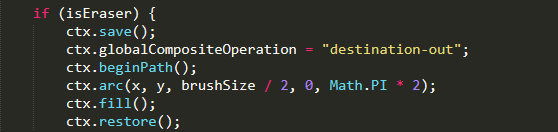 if (isEraser) {
ctx.save();
ctx.globalCompositeOperation = "destination-out";
ctx.beginPath();
ctx.arc(x, y, brushSize / 2, 0, Math.PI * 2);
ctx.fill();
ctx.restore();